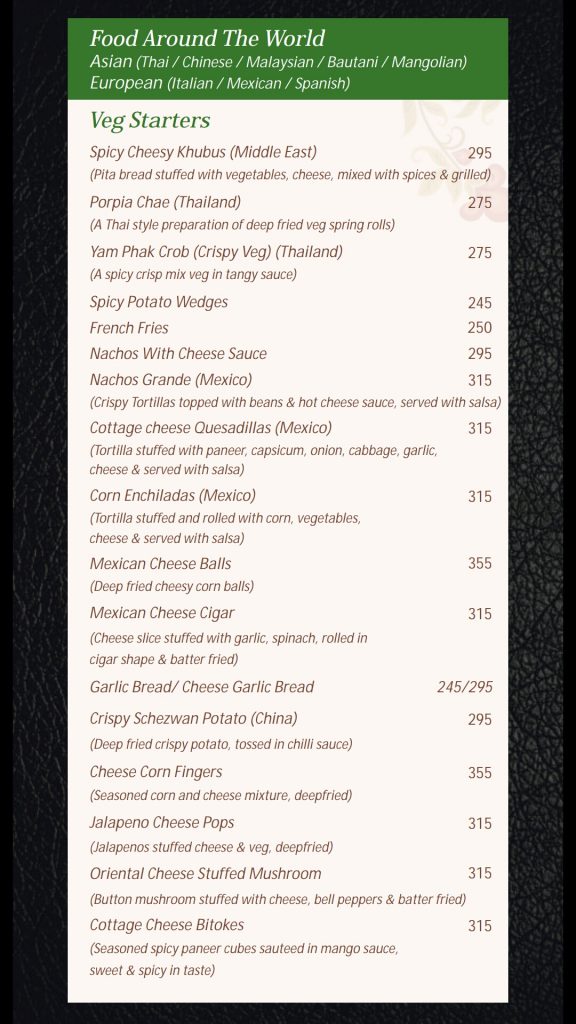 Food Around The World
Asian (Thai / Chinese / Malaysian / Bautani / Mangolian)
European (Italian / Mexican / Spanish)
Veg Starters
Spicy Cheesy Khubus (Middle East) 295
(Pita bread stuffed with vegetables, cheese, mixed with spices & grilled)
Porpia Chae (Thailand) 275
(A Thai style preparation of deep fried veg spring rolls)
Yam Phak Crob (Crispy Veg) (Thailand) 275
(A spicy crisp mix veg in tangy sauce)
Spicy Potato Wedges 245
French Fries 250
Nachos With Cheese Sauce 295
Nachos Grande (Mexico) 315
(Crispy Tortillas topped with beans & hot cheese sauce, served with salsa)
Cottage cheese Quesadillas (Mexico) 315
(Tortilla stuffed with paneer, capsicum, onion, cabbage, garlic,
cheese & served with salsa)
Corn Enchiladas (Mexico) 315
(Tortilla stuffed and rolled with corn, vegetables,
cheese & served with salsa)
Mexican Cheese Balls 355
(Deep fried cheesy corn balls)
Mexican Cheese Cigar 315
(Cheese slice stuffed with garlic, spinach, rolled in
cigar shape & batter fried)
Garlic Bread/ Cheese Garlic Bread 245/295
Crispy Schezwan Potato (China) 295
(Deep fried crispy potato, tossed in chilli sauce)
Cheese Corn Fingers 355
(Seasoned corn and cheese mixture, deepfried)
Jalapeno Cheese Pops 315
(Jalapenos stuffed cheese & veg, deepfried)
Oriental Cheese Stuffed Mushroom 315
(Button mushroom stuffed with cheese, bell peppers & batter fried)
Cottage Cheese Bitokes 315
(Seasoned spicy paneer cubes sauteed in mango sauce,
sweet & spicy in taste)